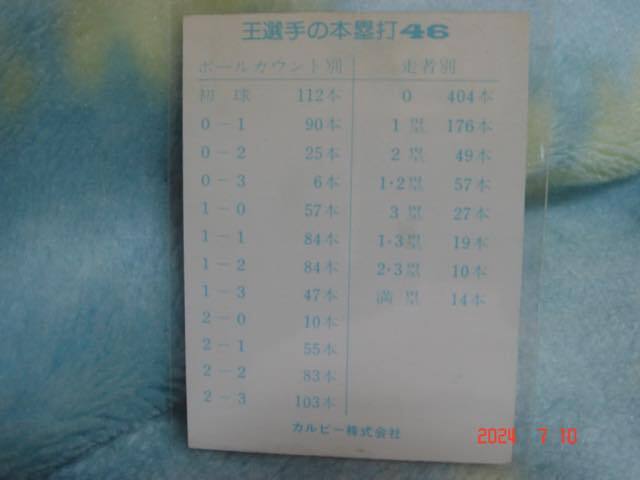 王選手の本塁打46
ボールカウント別
初 球 112本
0－1 90本
0－2 25本
0－3 6本
1－0 57本
1－1 84本
1－2 84本
1－3 47本
2－0 10本
2－1 55本
2－2 83本
2－3 103本
走者別
0 404本
1 塁 176本
2 塁 49本
1·2塁 57本
3 塁 27本
1·3塁 19本
2·3塁 10本
満 塁 14本
カルビー株式会社
2024 7 10